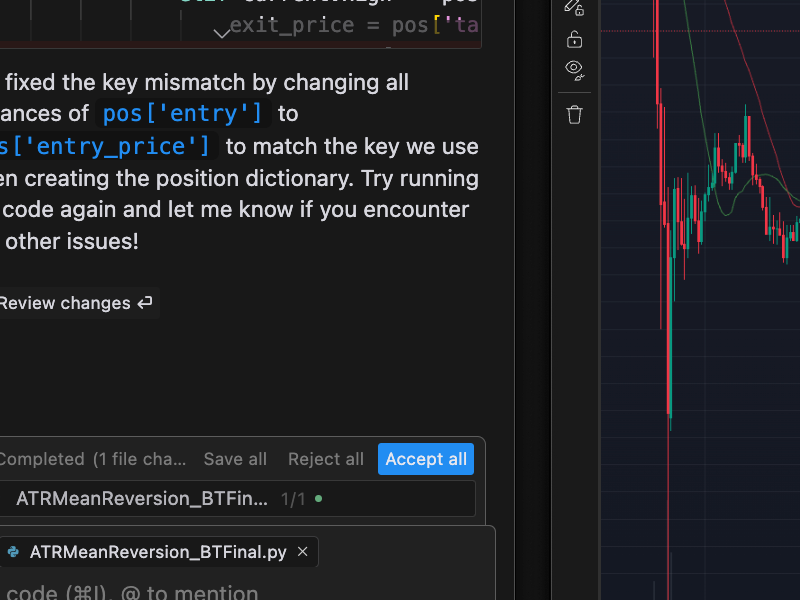 exit_price = pos['ta
fixed the key mismatch by changing all
ances of pos['entry'] to
s['entry_price'] to match the key we use
en creating the position dictionary. Try running
code again and let me know if you encounter
other issues!
Review changes
Completed (1 file cha... Save all Reject all Accept all
ATRMeanReversion_BTFin... 1/1
ATRMeanReversion_BTFinal.py ×
code (⌘I), @ to mention